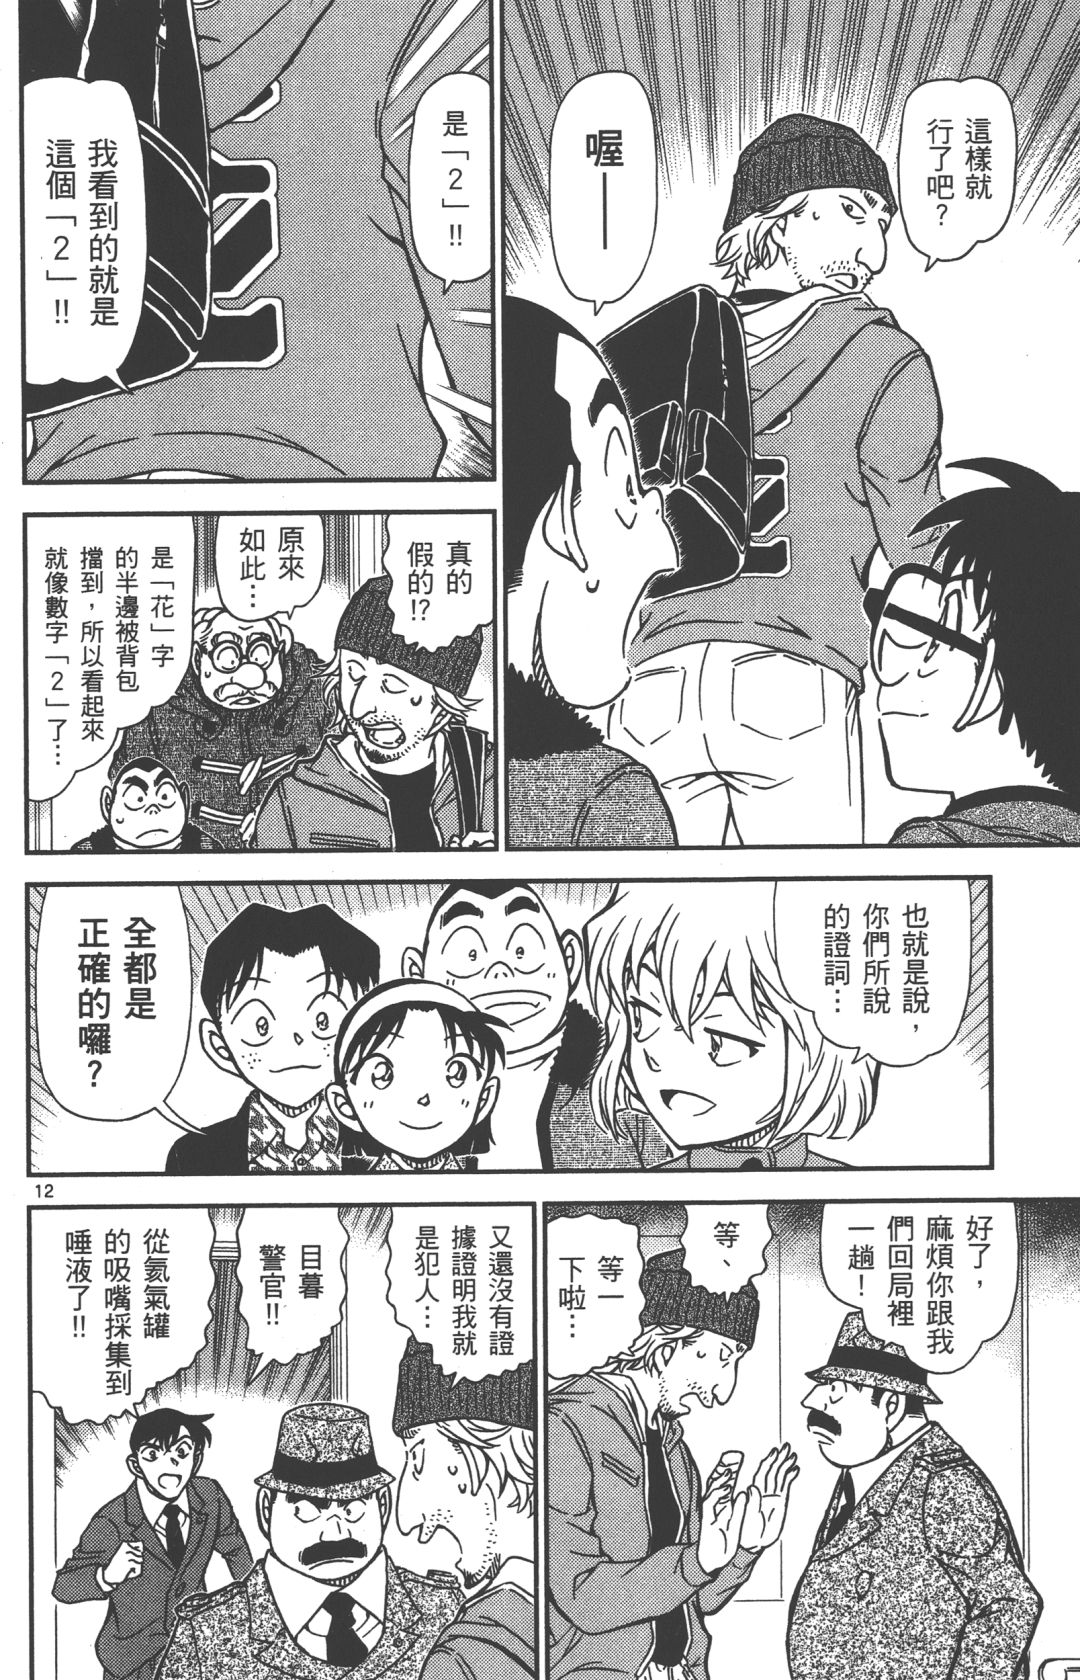 這樣就
行了吧？
喔—
是「2」!!
我看到的就是
這個「2」!!
真的
假的!?
原來
如此…
是「花」字
的半邊被背包
擋到，所以看起來
就像數字「2」了…
也就是說，
你們所說
的證詞…
全都是
正確的囉？
12
好了，
麻煩你跟我
們回局裡
一趟！
等、
等一
下啦…
又還沒有證
據證明我就
是犯人…
目暮
警官!!
從氦氣罐
的吸嘴採集到
唾液了!!